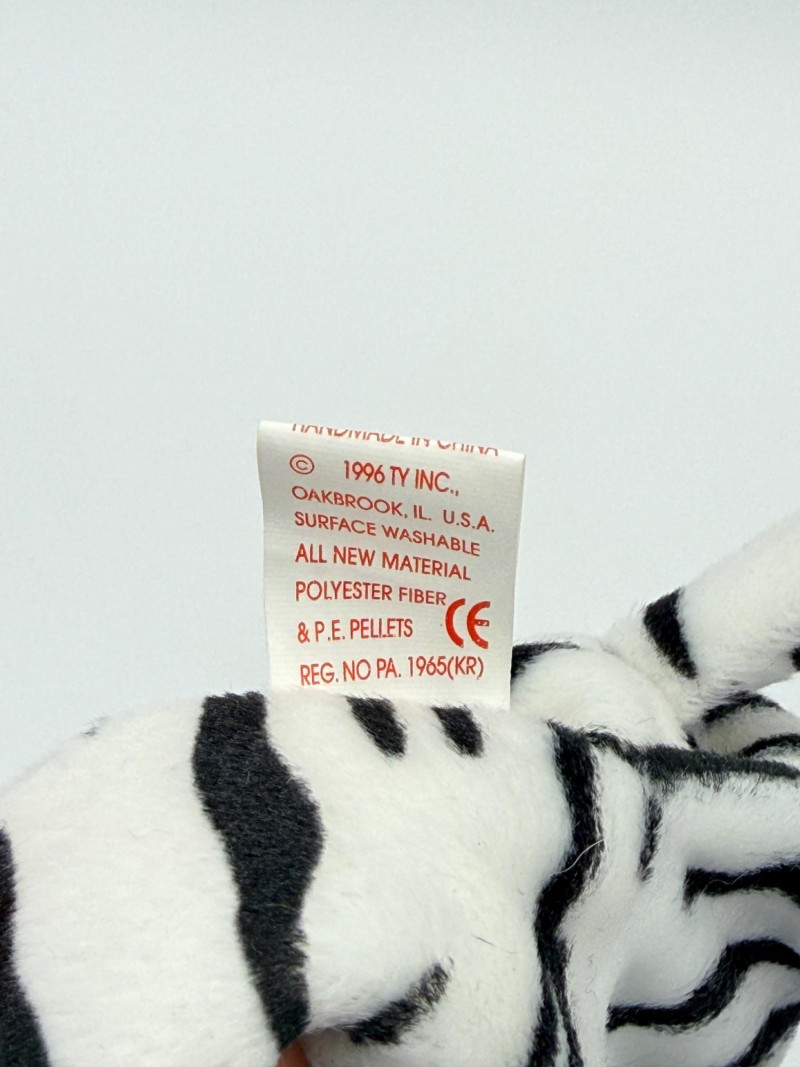 HANDMADE IN CHINA
© 1996 TY INC.,
OAKBROOK, IL. U.S.A.
SURFACE WASHABLE
ALL NEW MATERIAL
POLYESTER FIBER
& P.E. PELLETS CE
REG. NO PA. 1965(KR)